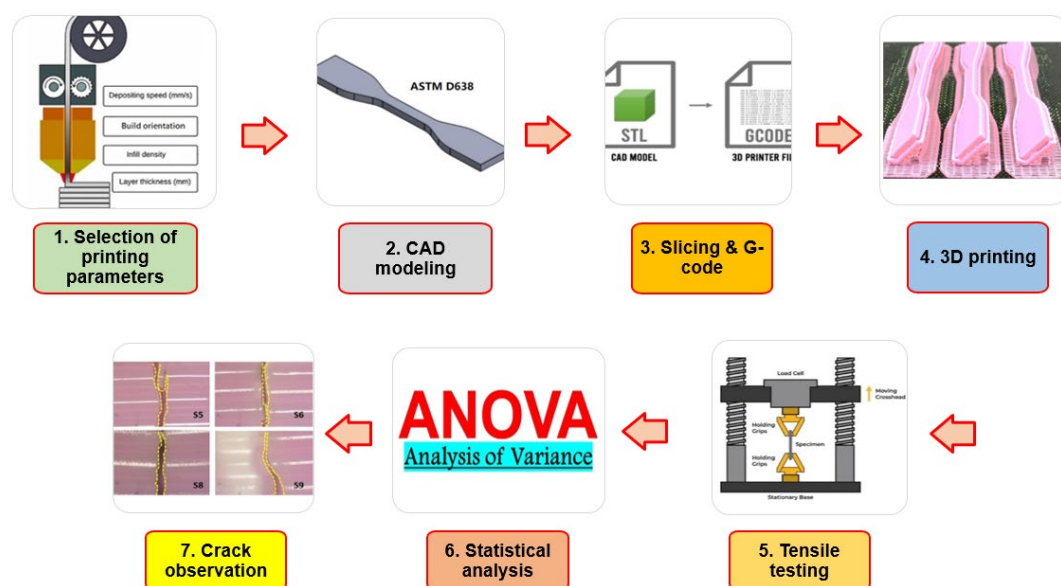 Depositing speed (mm/s)
Build orientation
Infill density
Layer thickness (mm)
ASTM D638
STL
CAD MODEL
GCODE
3D PRINTER FI
1. Selection of
printing
parameters
2. CAD
modeling
3. Slicing & G-
code
4. 3D printing
S5
S6
S8
S9
ANOVA
Analysis of Variance
Load Cell
Moving
Crosshead
Holding
Grips
Specimen
Holding
Grips
Stationary Base
7. Crack
observation
6. Statistical
analysis
5. Tensile
testing